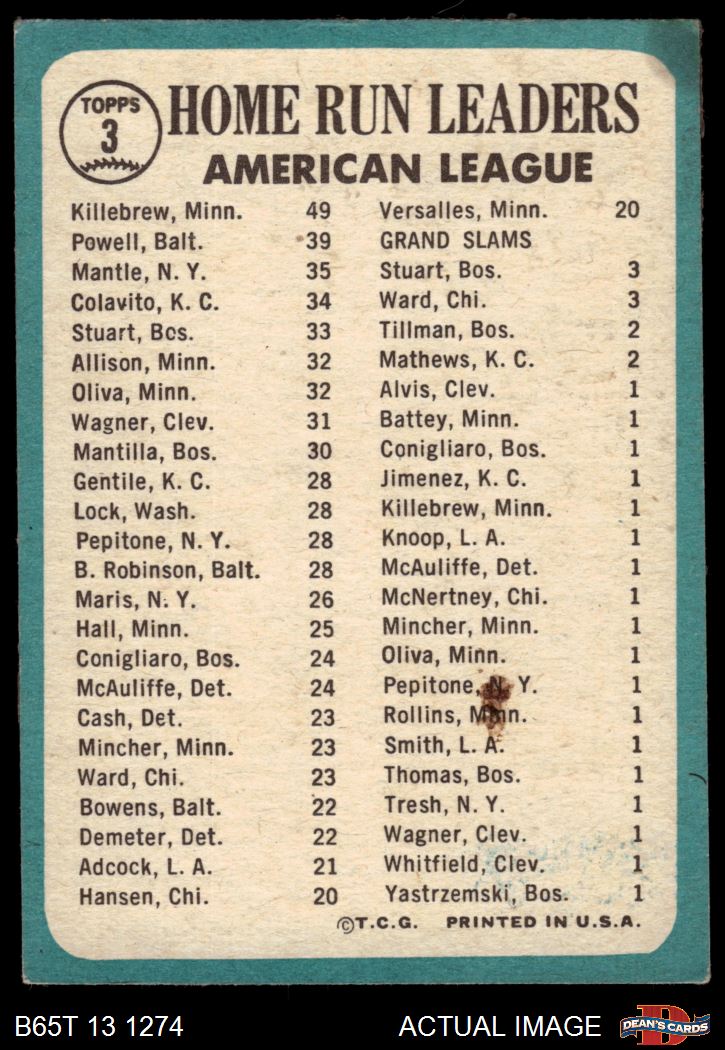 TOPPS
3
HOME RUN LEADERS
AMERICAN LEAGUE
Killebrew, Minn. 49
Powell, Balt. 39
Mantle, N. Y. 35
Colavito, K. C. 34
Stuart, Bos. 33
Allison, Minn. 32
Oliva, Minn. 32
Wagner, Clev. 31
Mantilla, Bos. 30
Gentile, K. C. 28
Lock, Wash. 28
Pepitone, N. Y. 28
B. Robinson, Balt. 28
Maris, N. Y. 26
Hall, Minn. 25
Conigliaro, Bos. 24
McAuliffe, Det. 24
Cash, Det. 23
Mincher, Minn. 23
Ward, Chi. 23
Bowens, Balt. 22
Demeter, Det. 22
Adcock, L. A. 21
Hansen, Chi. 20
Versalles, Minn. 20
GRAND SLAMS
Stuart, Bos. 3
Ward, Chi. 3
Tillman, Bos. 2
Mathews, K. C. 2
Alvis, Clev. 1
Battey, Minn. 1
Conigliaro, Bos. 1
Jimenez, K. C. 1
Killebrew, Minn. 1
Knoop, L. A. 1
McAuliffe, Det. 1
McNertney, Chi. 1
Mincher, Minn. 1
Oliva, Minn. 1
Pepitone, N. Y. 1
Rollins, Minn. 1
Smith, L. A. 1
Thomas, Bos. 1
Tresh, N. Y. 1
Wagner, Clev. 1
Whitfield, Clev. 1
Yastrzemski, Bos. 1
©T.C.G. PRINTED IN U.S.A.
B65T 13 1274
ACTUAL IMAGE
D
DEAN'S CARDS